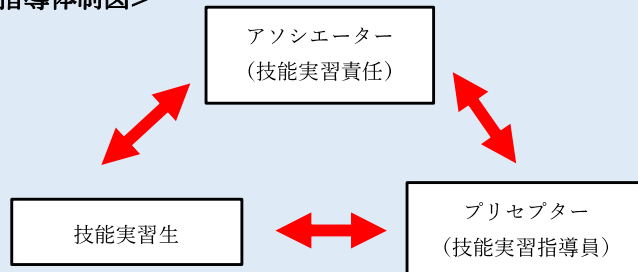 指導体制図＞
アソシエーター
（技能実習責任）
技能実習生
プリセプター
（技能実習指導員）